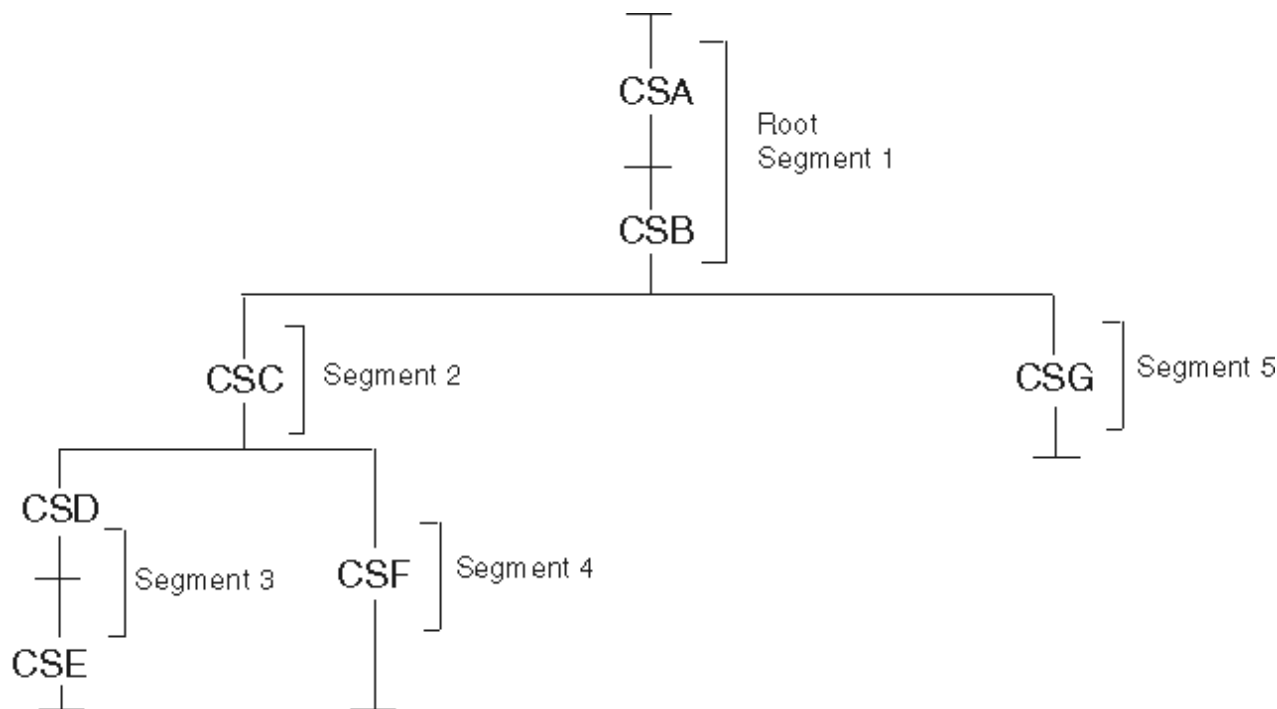 CSA
Root
Segment 1
CSB
CSC
Segment 2
CSG
Segment 5
CSD
Segment 3
CSF
Segment 4
CSE